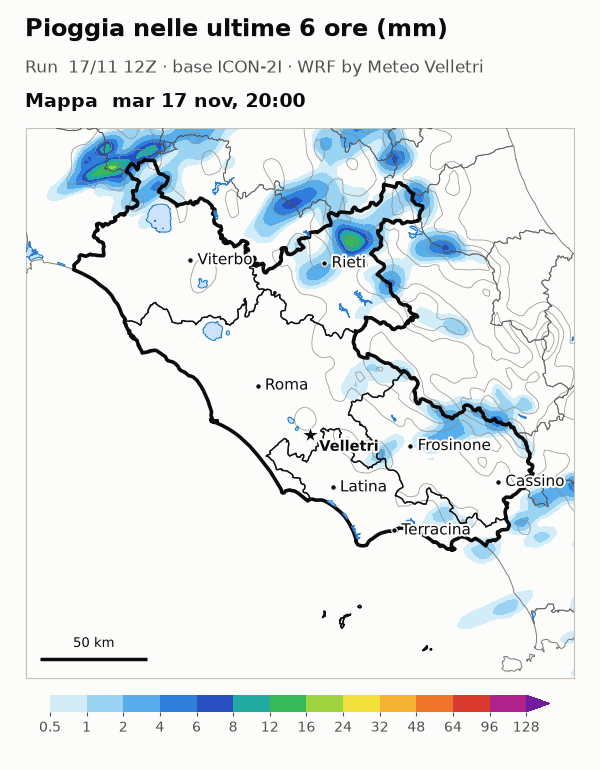 Pioggia nelle ultime 6 ore (mm)
Run 17/11 12Z · base ICON-2I · WRF by Meteo Velletri
Mappa mar 17 nov, 20:00
Viterbo
Rieti
Roma
Velletri
Frosinone
Latina
Cassino
Terracina
50 km
0.5 1 2 4 6 8 12 16 24 32 48 64 96 128